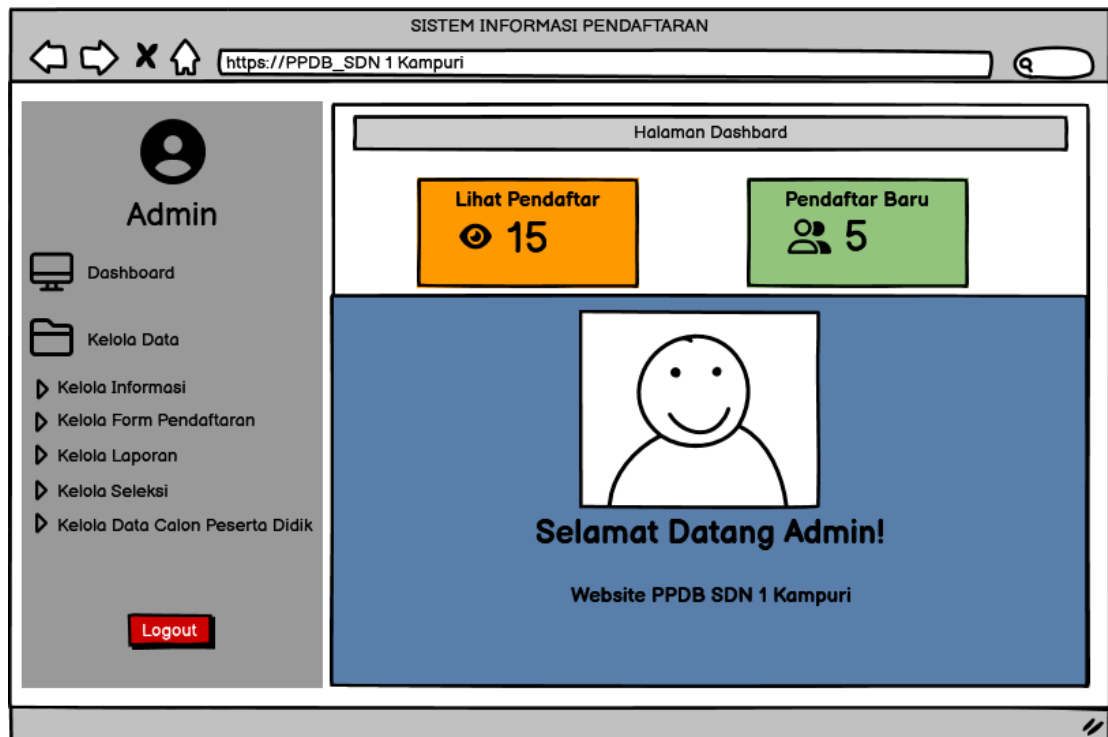 SISTEM INFORMASI PENDAFTARAN
https://PPDB_SDN 1 Kampuri
Admin
Dashboard
Kelola Data
Kelola Informasi
Kelola Form Pendaftaran
Kelola Laporan
Kelola Seleksi
Kelola Data Calon Peserta Didik
Logout
Halaman Dashbard
Lihat Pendaftar
15
Pendaftar Baru
5
Selamat Datang Admin!
Website PPDB SDN 1 Kampuri